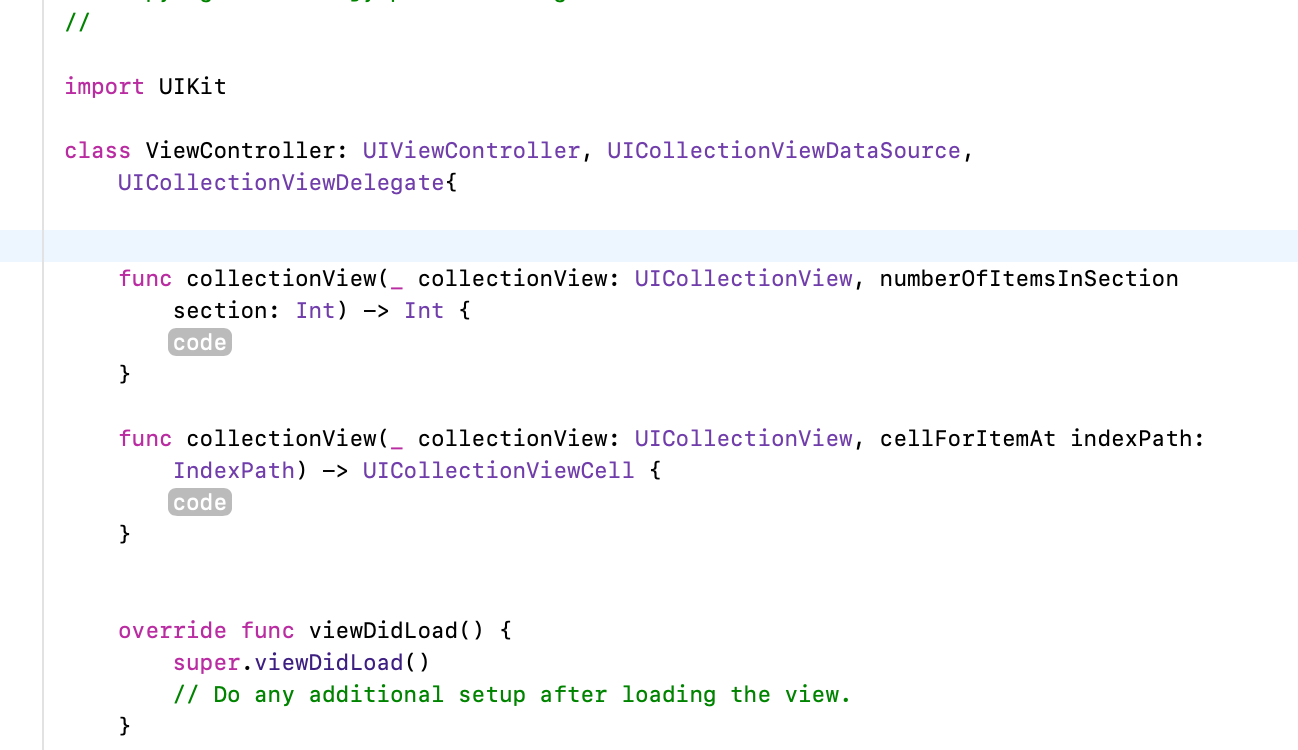 //
import UIKit
class ViewController: UIViewController, UICollectionViewDataSource,
UICollectionViewDelegate{
func collectionView(_ collectionView: UICollectionView, numberOfItemsInSection
section: Int) -> Int {
code
}
func collectionView(_ collectionView: UICollectionView, cellForItemAt indexPath:
IndexPath) -> UICollectionViewCell {
code
}
override func viewDidLoad() {
super.viewDidLoad()
// Do any additional setup after loading the view.
}